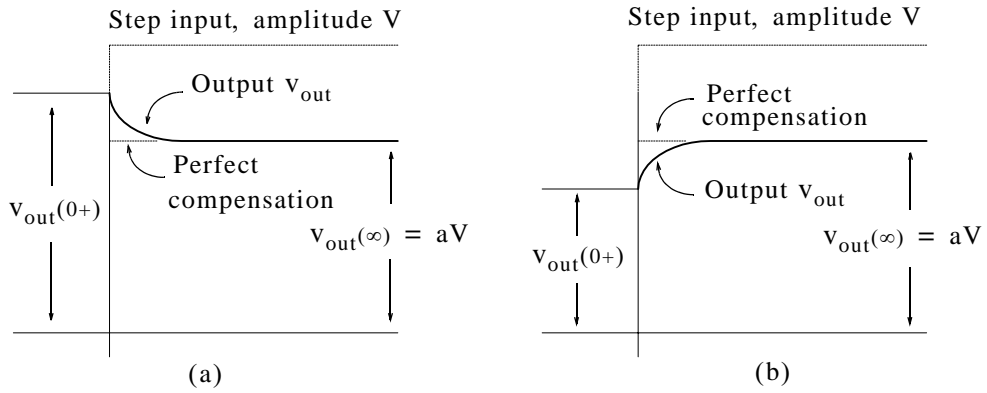 Step input, amplitude V
Output v_out
Perfect
compensation
v_out(0+)
v_out(∞) = aV
(a)
Step input, amplitude V
Perfect
compensation
Output v_out
v_out(0+)
v_out(∞) = aV
(b)